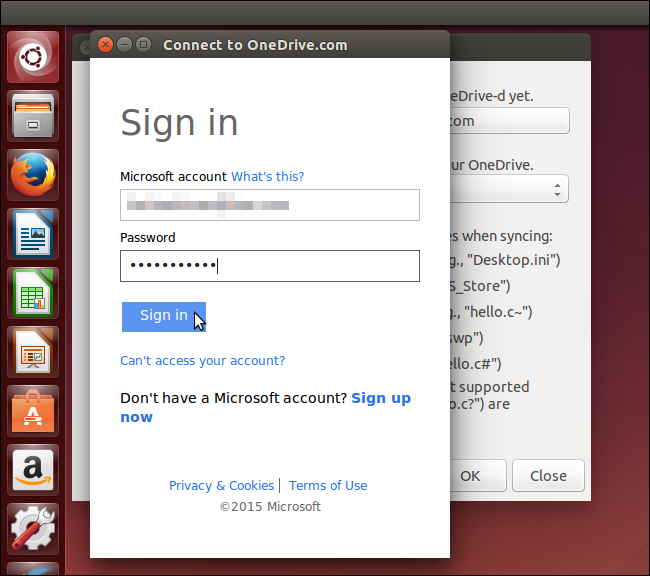 Connect to OneDrive.com
Sign in
Microsoft account What's this?
Password
•••••••••••
Sign in
Can't access your account?
Don't have a Microsoft account? Sign up
now
Privacy & Cookies | Terms of Use
©2015 Microsoft
eDrive-d yet.
com
ur OneDrive.
es when syncing:
g., "Desktop.ini")
S_Store")
g., "hello.c~")
swp")
ello.c#")
t supported
o.c?") are
OK
Close